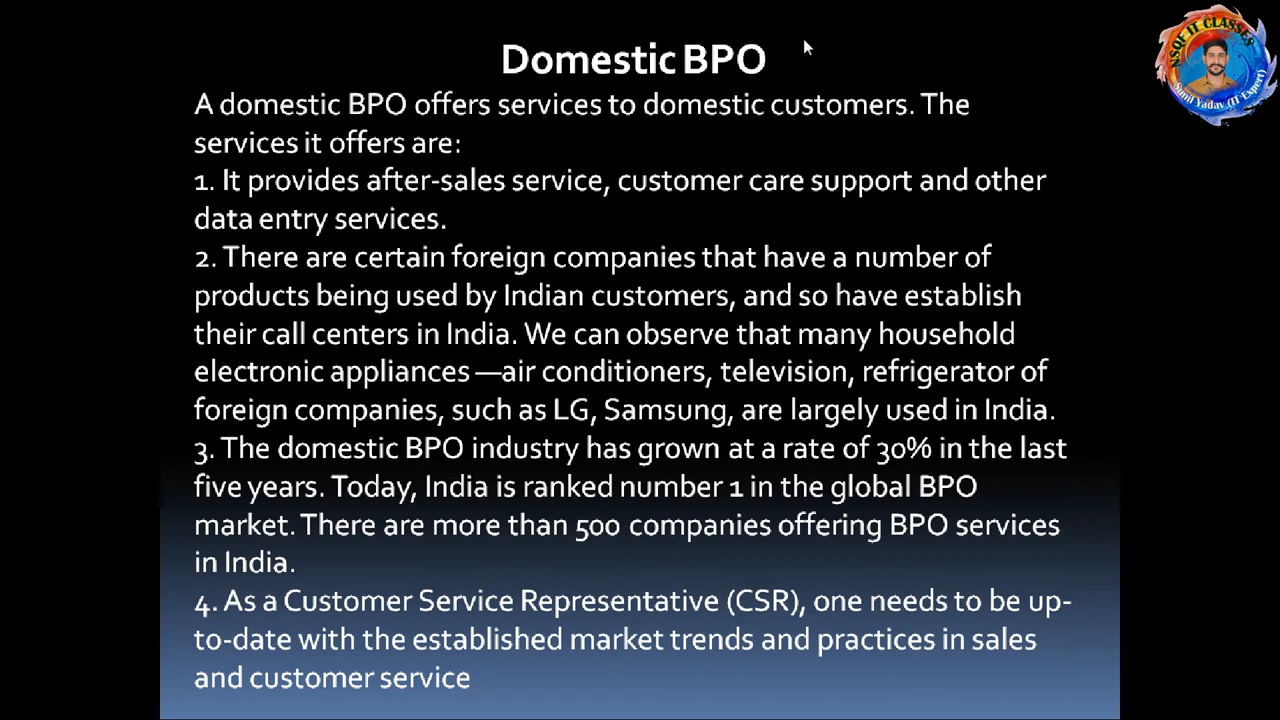 Domestic BPO
A domestic BPO offers services to domestic customers. The
services it offers are:
1. It provides after-sales service, customer care support and other
data entry services.
2. There are certain foreign companies that have a number of
products being used by Indian customers, and so have establish
their call centers in India. We can observe that many household
electronic appliances —air conditioners, television, refrigerator of
foreign companies, such as LG, Samsung, are largely used in India.
3. The domestic BPO industry has grown at a rate of 30% in the last
five years. Today, India is ranked number 1 in the global BPO
market. There are more than 500 companies offering BPO services
in India.
4. As a Customer Service Representative (CSR), one needs to be up-
to-date with the established market trends and practices in sales
and customer service
NSQF IT CLASSES
Sunil Yadav (IT Expert)